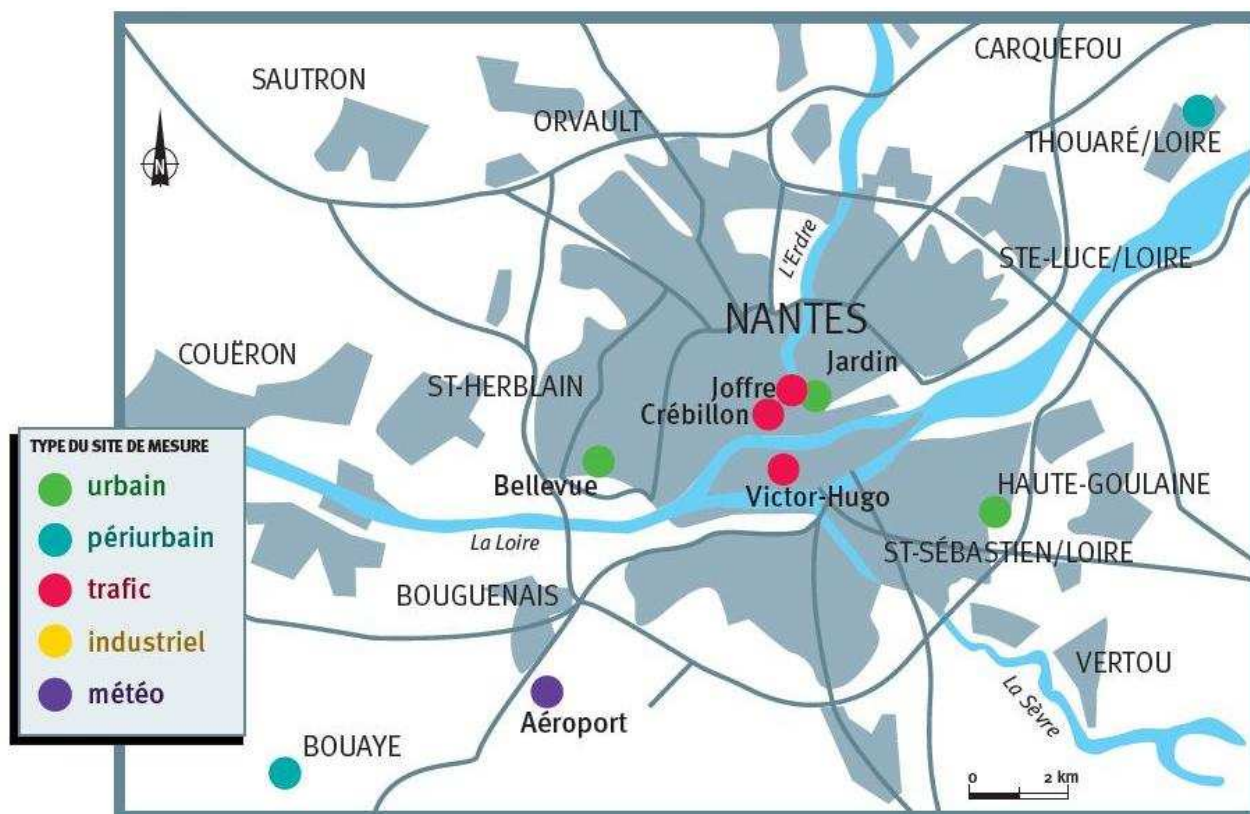 CARQUEFOU
SAUTRON
ORVAULT
THOUARÉ/LOIRE
N
L'Erdre
STE-LUCE/LOIRE
NANTES
COUËRON
ST-HERBLAIN
Jardin
Joffre
Crébillon
TYPE DU SITE DE MESURE
urbain
périurbain
trafic
industriel
météo
Bellevue
Victor-Hugo
HAUTE-GOULAINE
La Loire
ST-SÉBASTIEN/LOIRE
BOUGUENAIS
VERTOU
La Sèvre
Aéroport
BOUAYE
0 2 km